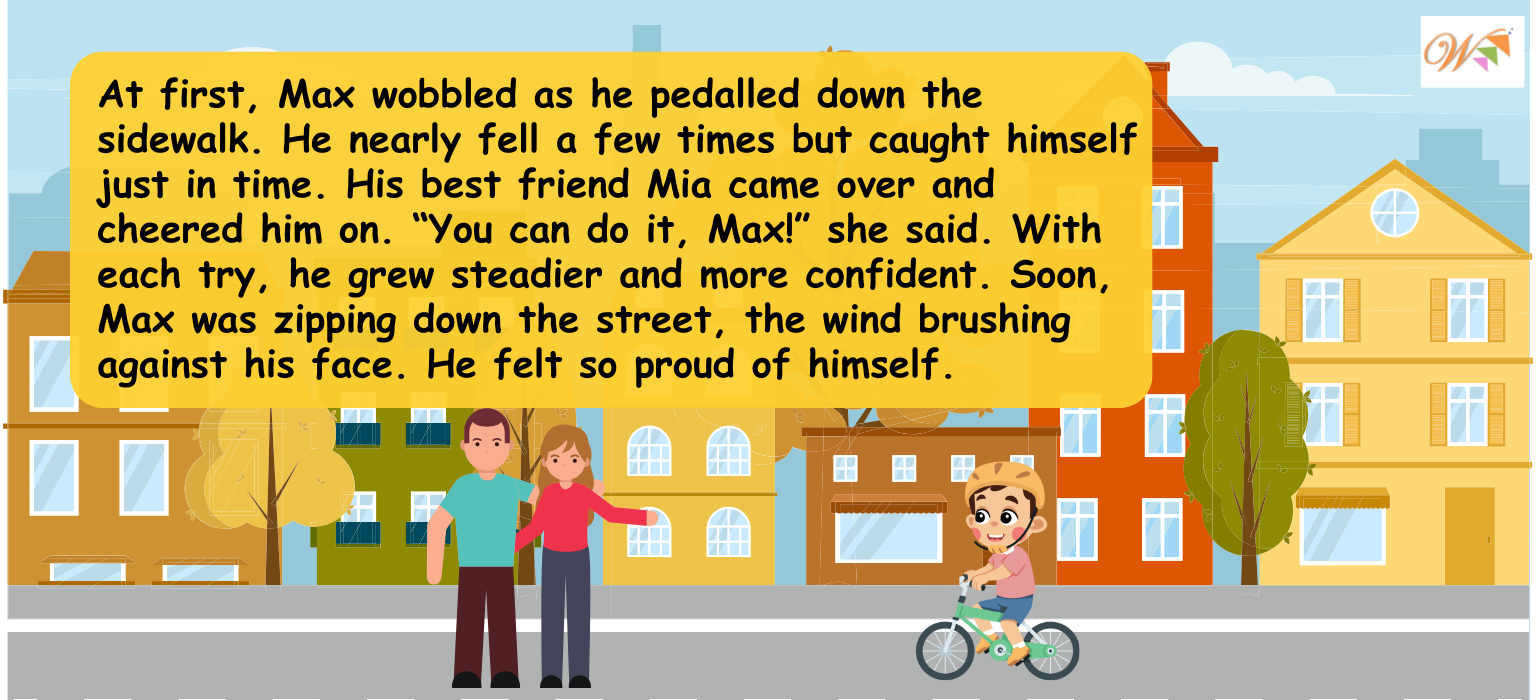 At first, Max wobbled as he pedalled down the
sidewalk. He nearly fell a few times but caught himself
just in time. His best friend Mia came over and
cheered him on. “You can do it, Max!” she said. With
each try, he grew steadier and more confident. Soon,
Max was zipping down the street, the wind brushing
against his face. He felt so proud of himself.
W